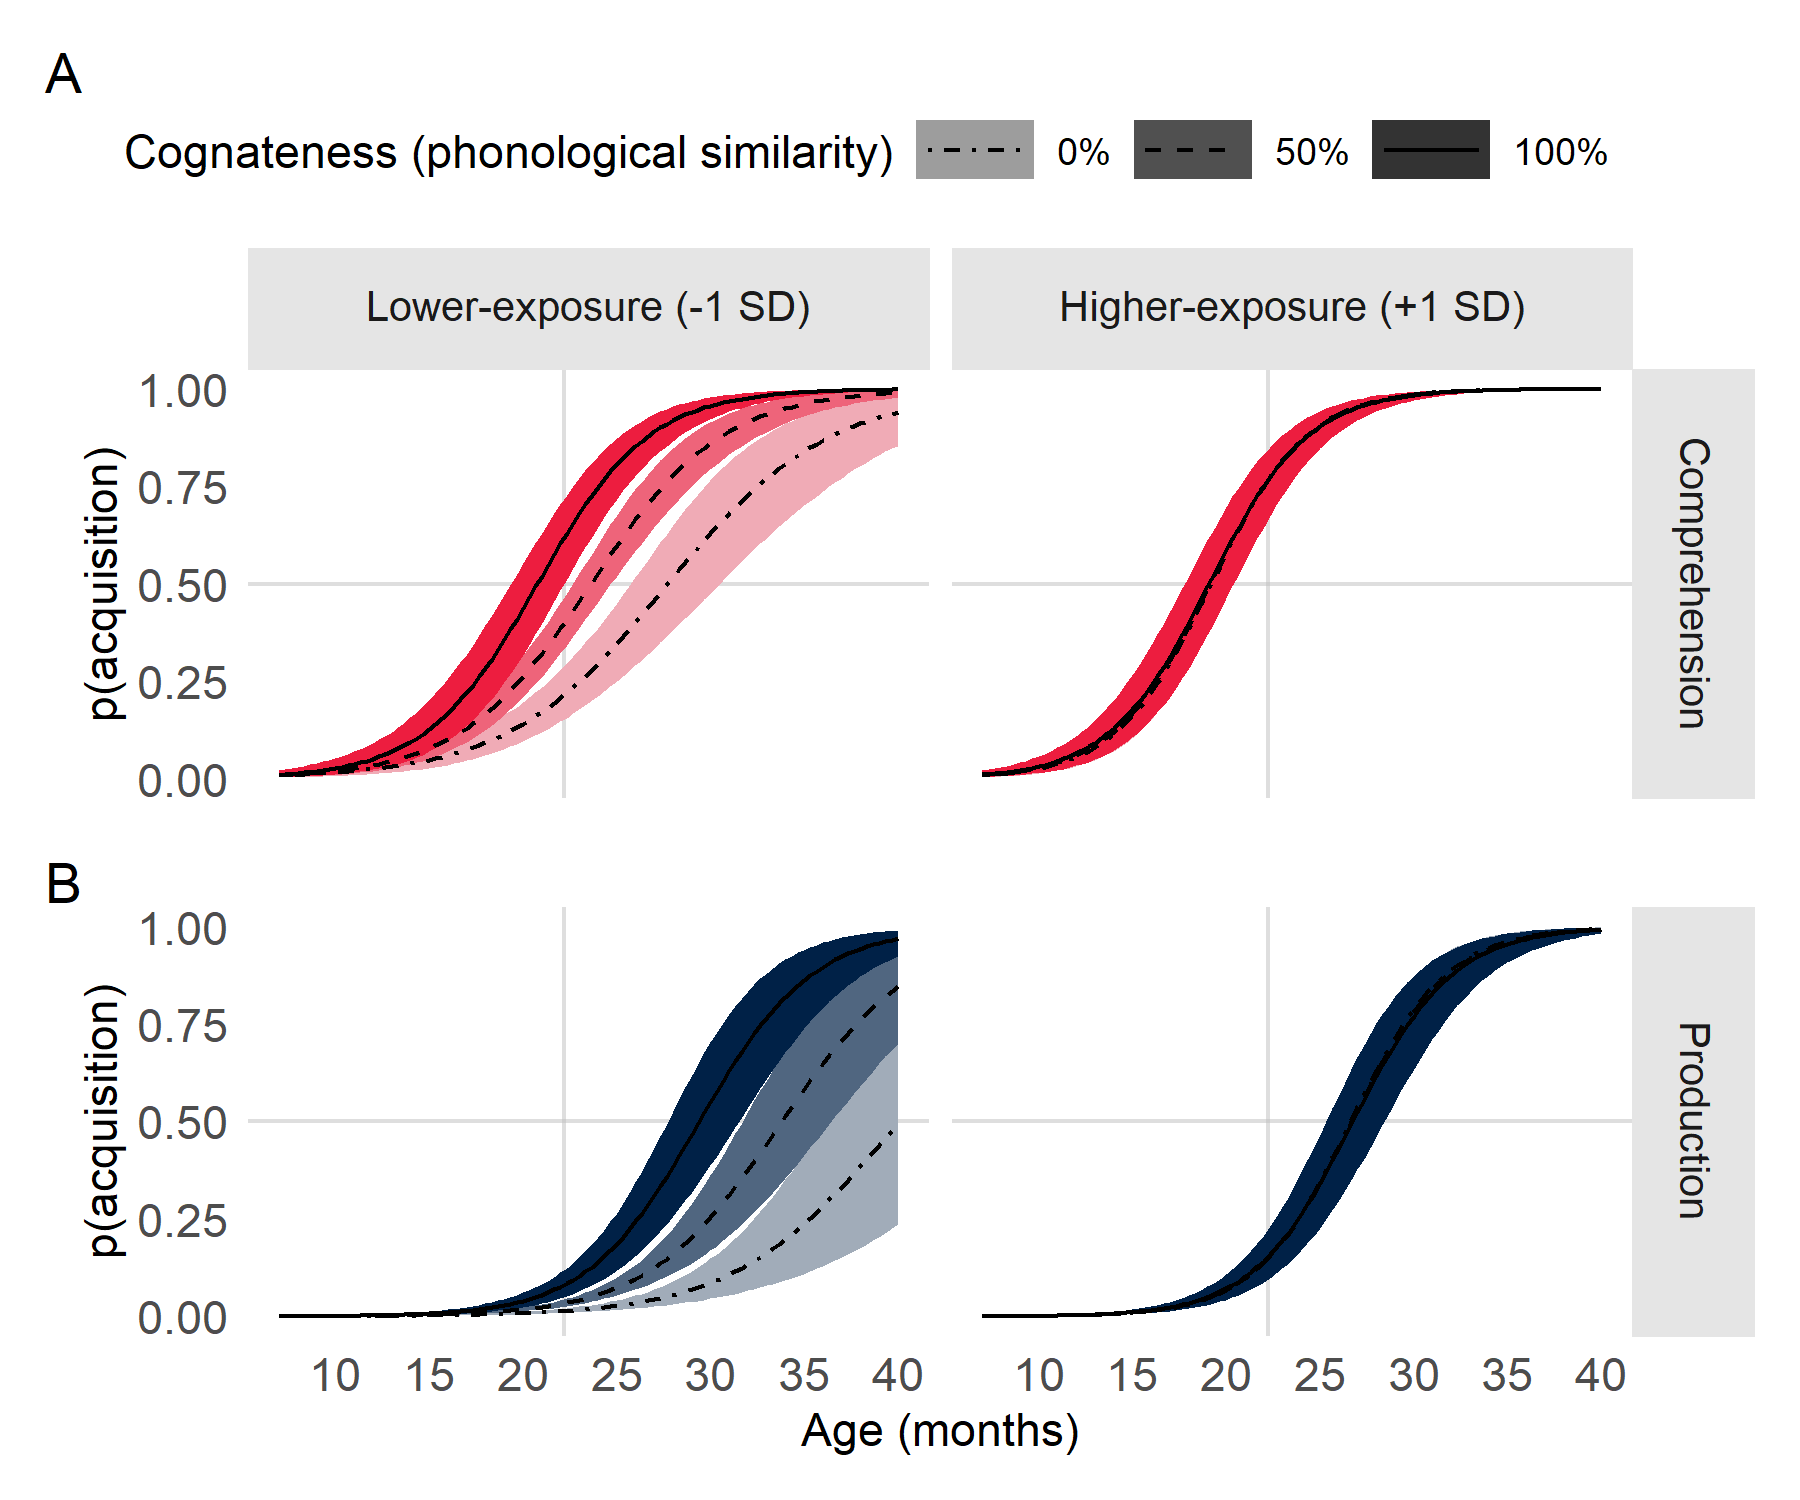 A
Cognateness (phonological similarity) 0% 50% 100%
Lower-exposure (-1 SD) Higher-exposure (+1 SD)
1.00
0.75
0.50
0.25
0.00
p(acquisition)
Comprehension
B
1.00
0.75
0.50
0.25
0.00
p(acquisition)
Production
10 15 20 25 30 35 40 10 15 20 25 30 35 40
Age (months)